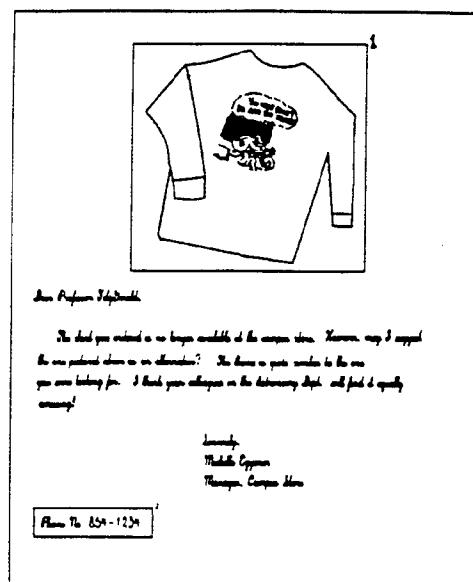 1
Dear Professor
The shirt you ordered is no longer available at the campus store. However, may I suggest
the one pictured above as an alternative? The theme is quite similar to the one
you were looking for. I think your colleagues in the Astronomy Dept. will find it equally
amusing!
Sincerely,
Michelle
Manager, Campus Store
Phone No. 854-1234